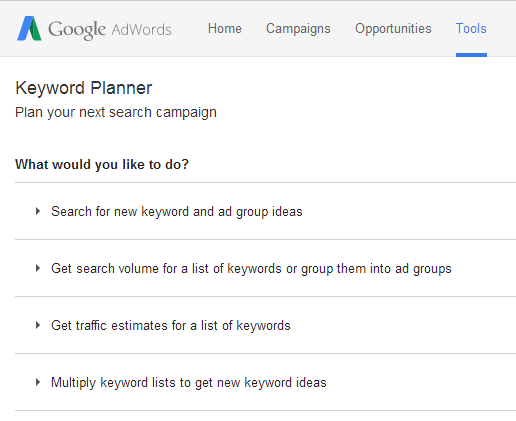 Google AdWords Home Campaigns Opportunities Tools
Keyword Planner
Plan your next search campaign
What would you like to do?
Search for new keyword and ad group ideas
Get search volume for a list of keywords or group them into ad groups
Get traffic estimates for a list of keywords
Multiply keyword lists to get new keyword ideas